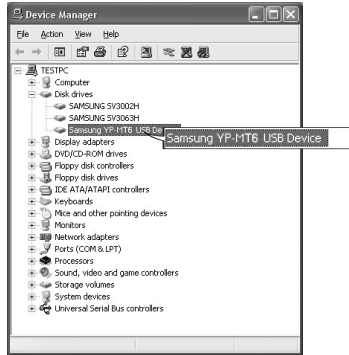 Device Manager
File Action View Help
TESTPC
Computer
Disk drives
SAMSUNG SV3002H
SAMSUNG SV3063H
Samsung YP-MT6 USB De
Samsung YP-MT6 USB Device
Display adapters
DVD/CD-ROM drives
Floppy disk controllers
Floppy disk drives
IDE ATA/ATAPI controllers
Keyboards
Mice and other pointing devices
Monitors
Network adapters
Ports (COM & LPT)
Processors
Sound, video and game controllers
Storage volumes
System devices
Universal Serial Bus controllers